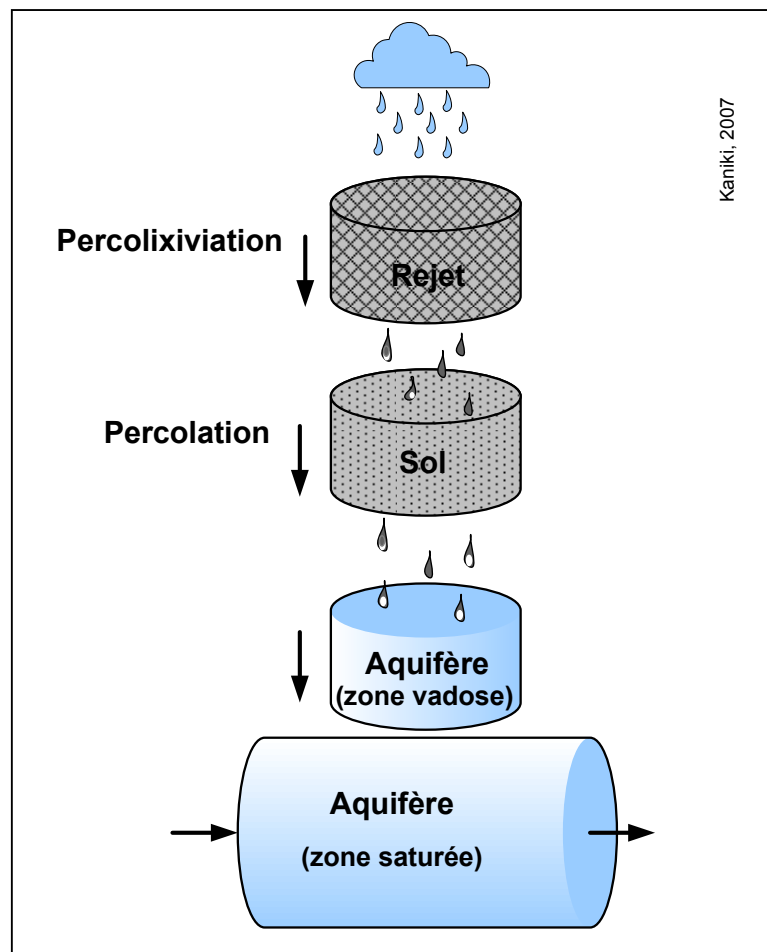 Kaniki, 2007
Percolixiviation
Rejet
Percolation
Sol
Aquifère
(zone vadose)
Aquifère
(zone saturée)